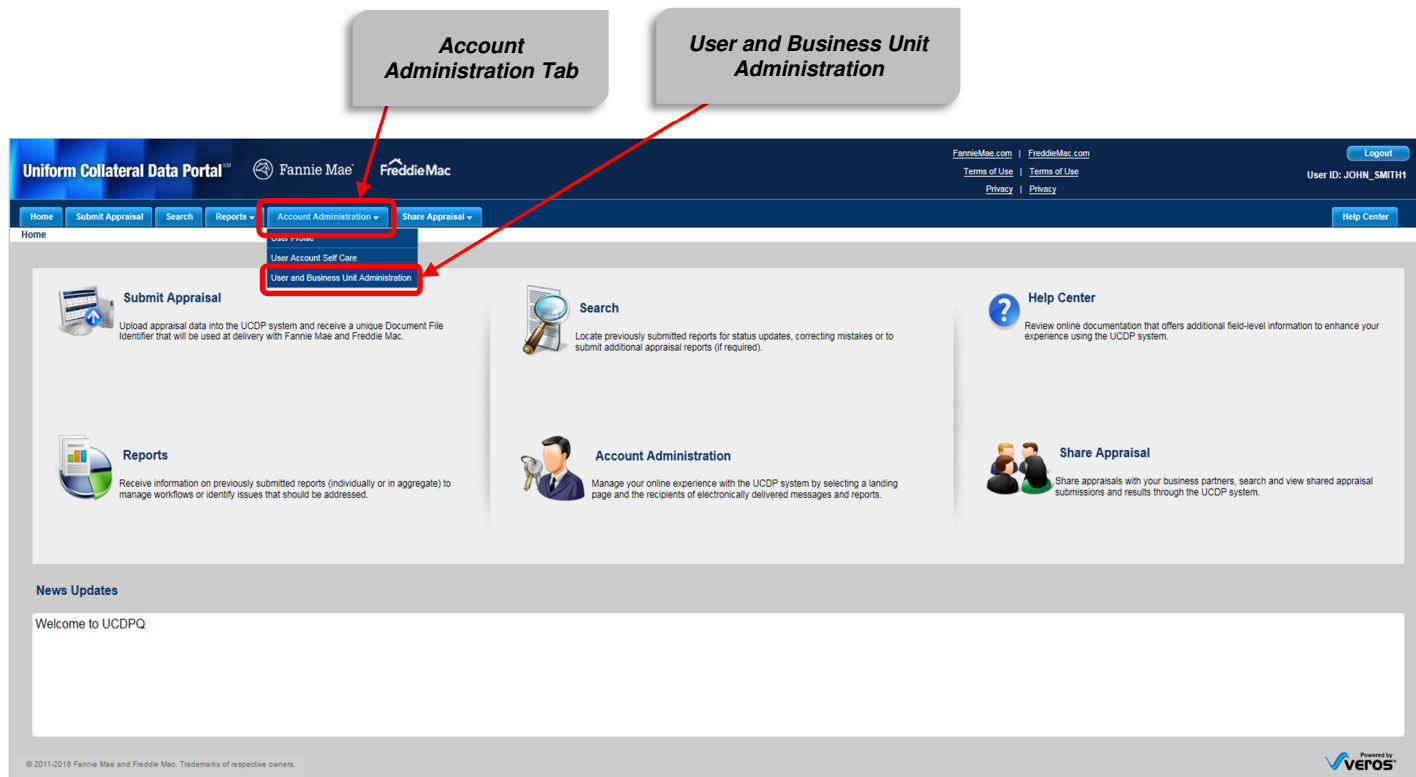 Account
Administration Tab
User and Business Unit
Administration
Uniform Collateral Data Portal℠
Fannie Mae
Freddie Mac
FannieMae.com | FreddieMac.com
Terms of Use | Terms of Use
Privacy | Privacy
Logout
User ID: JOHN_SMITH1
Home
Submit Appraisal
Search
Reports
Account Administration
Share Appraisal
Help Center
Home
User Profile
User Account Self Care
User and Business Unit Administration
Submit Appraisal
Upload appraisal data into the UCDP system and receive a unique Document File
Identifier that will be used at delivery with Fannie Mae and Freddie Mac.
Search
Locate previously submitted reports for status updates, correcting mistakes or to
submit additional appraisal reports (if required).
Help Center
Review online documentation that offers additional field-level information to enhance your
experience using the UCDP system.
Reports
Receive information on previously submitted reports (individually or in aggregate) to
manage workflows or identify issues that should be addressed.
Account Administration
Manage your online experience with the UCDP system by selecting a landing
page and the recipients of electronically delivered messages and reports.
Share Appraisal
Share appraisals with your business partners, search and view shared appraisal
submissions and results through the UCDP system.
News Updates
Welcome to UCDPQ
© 2011-2016 Fannie Mae and Freddie Mac. Trademarks of respective owners.
Powered by
veros